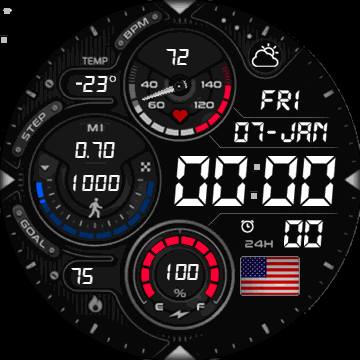 BPM
72
40 140
60 120
TEMP
-23°
FRI
07-JAN
STEP
MI
0.70
1000
00:00
24H 00
GOAL
75
100
%
E F